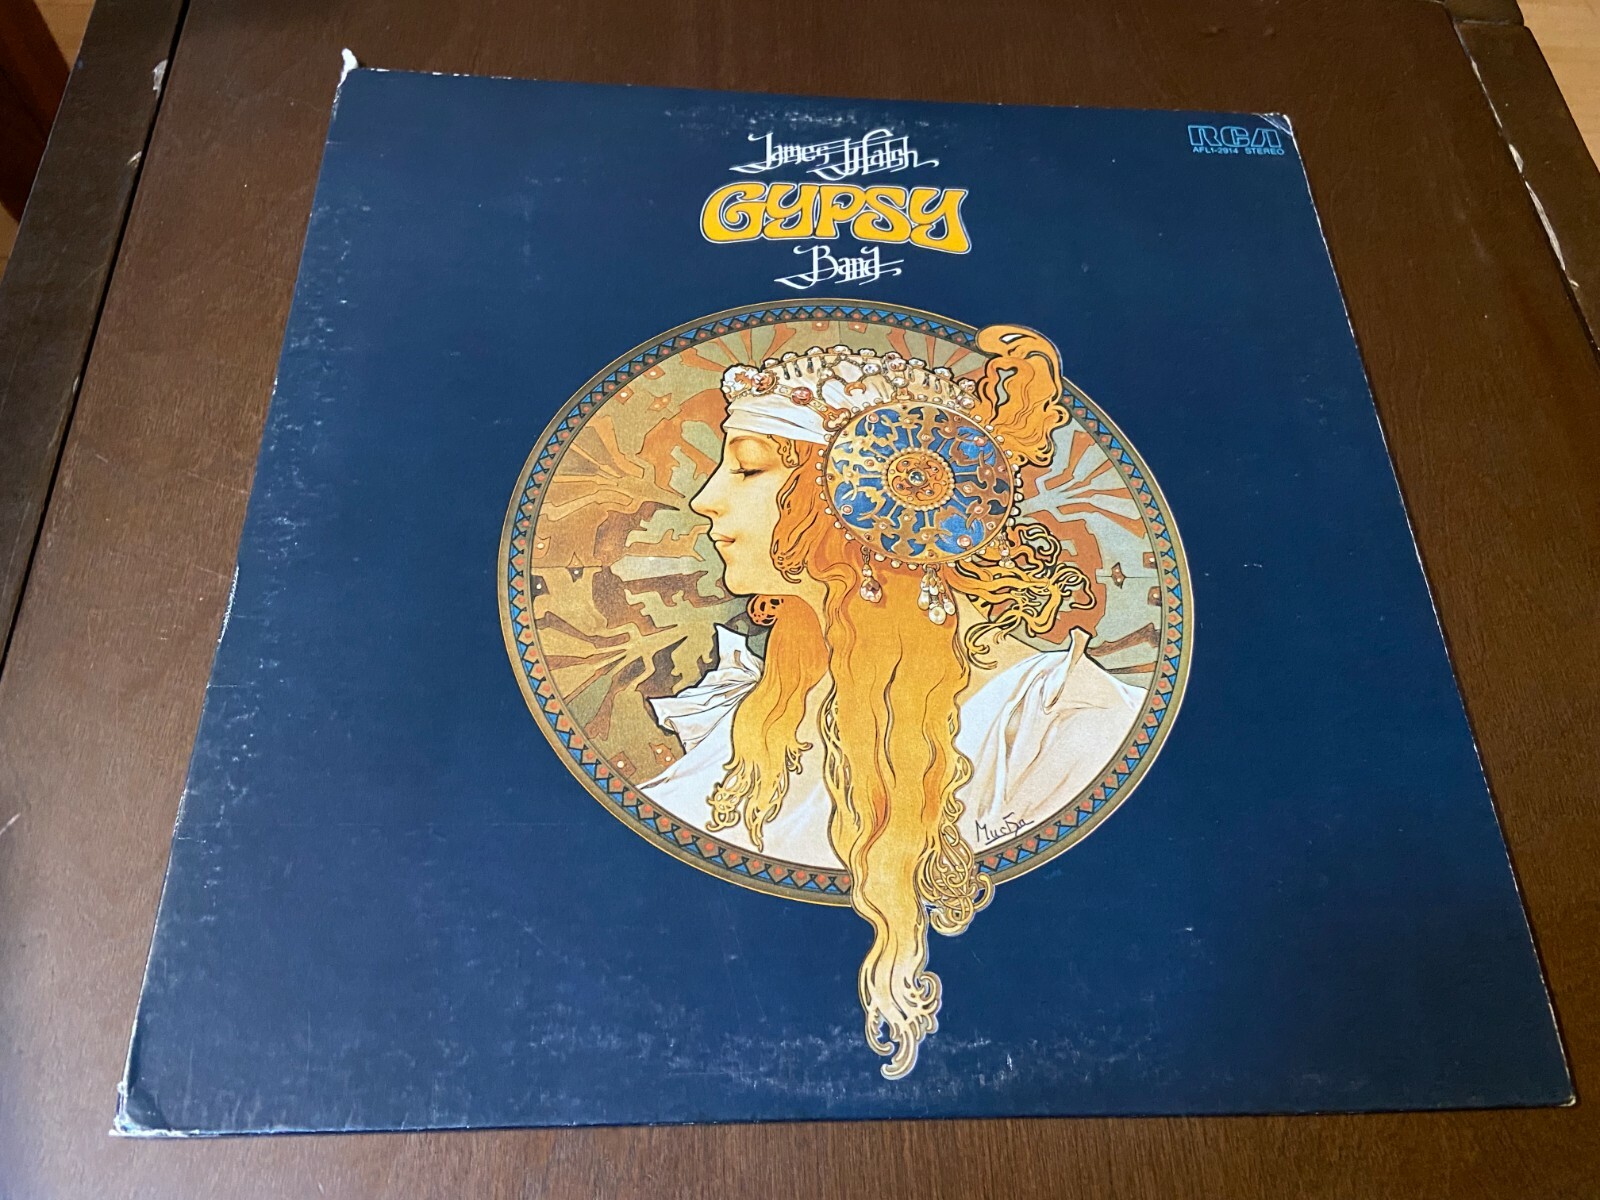 James Walsh
GYPSY
Band
RCA
AFL1-2914 STEREO
Mucha